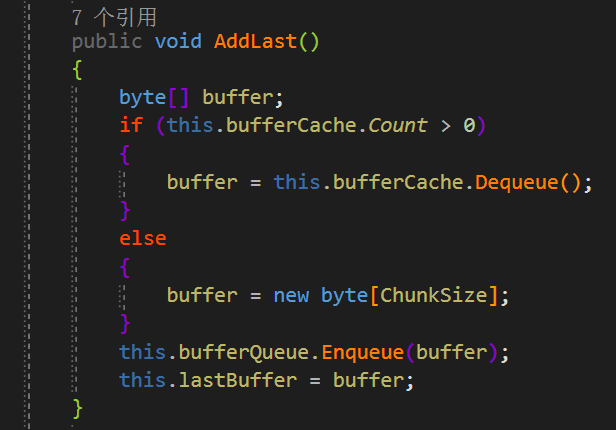 7 个引用
public void AddLast()
{
byte[] buffer;
if (this.bufferCache.Count > 0)
{
buffer = this.bufferCache.Dequeue();
}
else
{
buffer = new byte[ChunkSize];
}
this.bufferQueue.Enqueue(buffer);
this.lastBuffer = buffer;
}